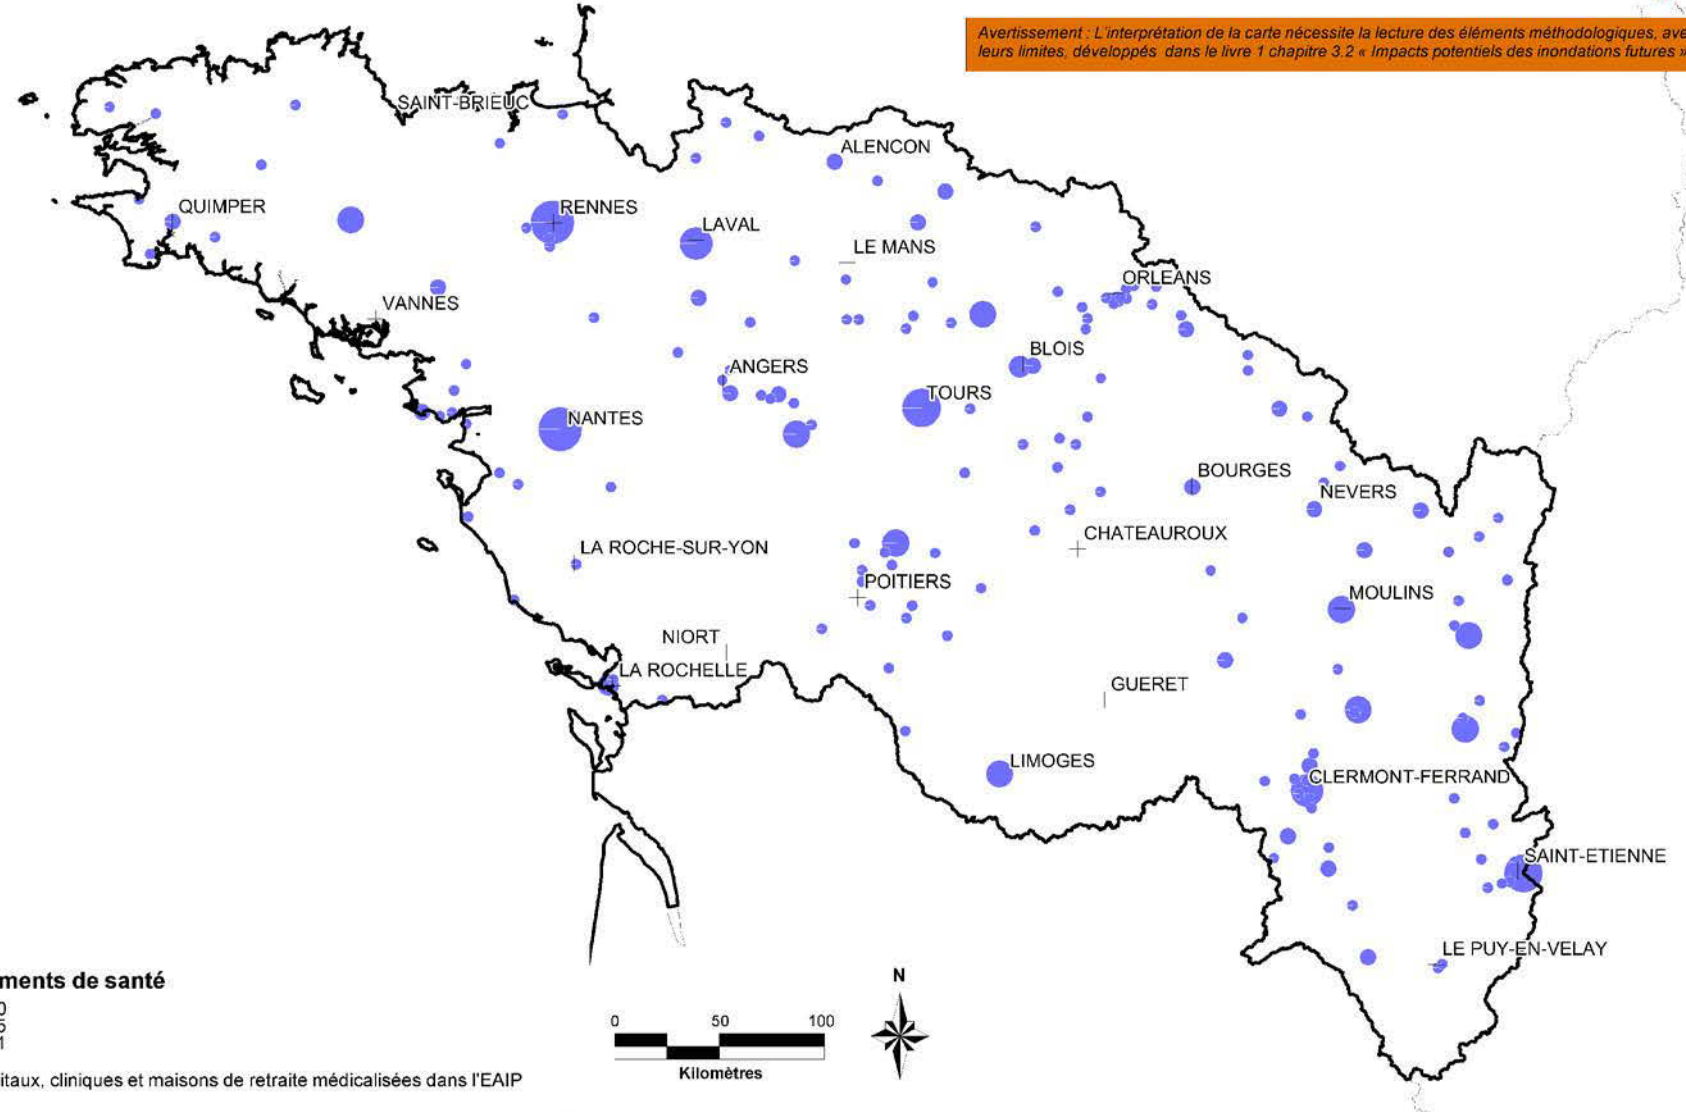 Avertissement : L'interprétation de la carte nécessite la lecture des éléments méthodologiques, ave
leurs limites, développés dans le livre 1 chapitre 3.2 « Impacts potentiels des inondations futures »
SAINT-BRIEUC
ALENCON
QUIMPER
RENNES
LAVAL
LE MANS
ORLEANS
VANNES
BLOIS
ANGERS
TOURS
NANTES
BOURGES
NEVERS
CHATEAUROUX
LA ROCHE-SUR-YON
POITIERS
MOULINS
NIORT
LA ROCHELLE
GUERET
LIMOGES
CLERMONT-FERRAND
SAINT-ETIENNE
LE PUY-EN-VELAY
ments de santé
0
5
1
itaux, cliniques et maisons de retraite médicalisées dans l'EAIP
0 50 100
Kilomètres
N